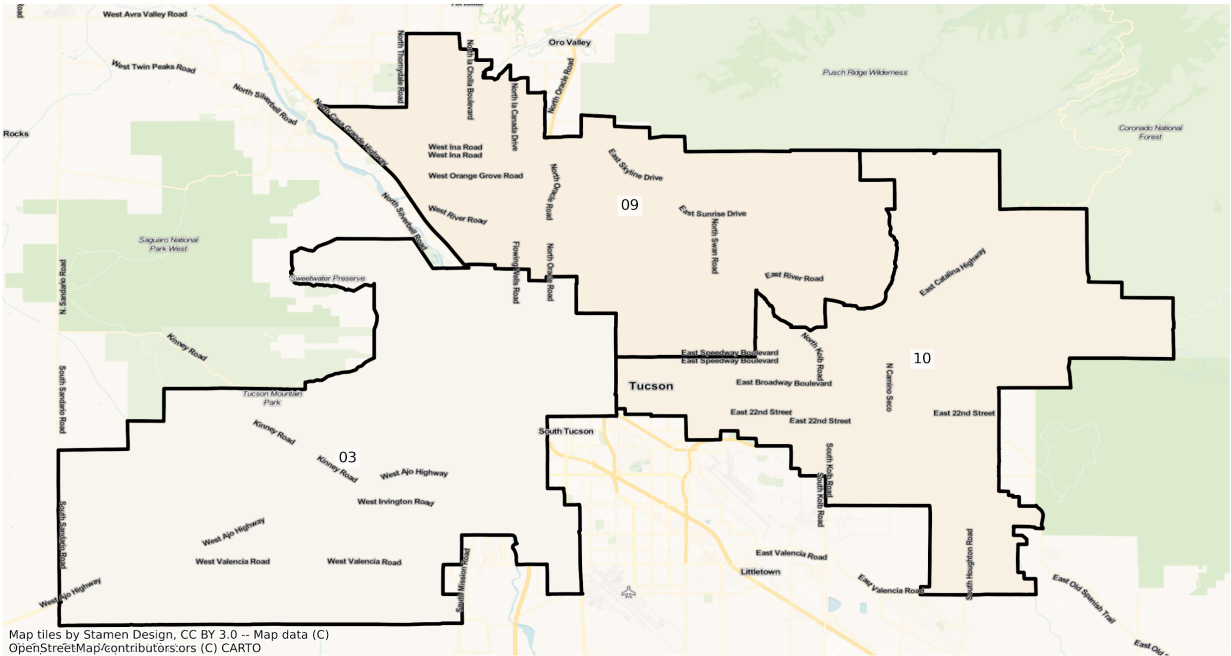 West Avra Valley Road
Oro Valley
West Twin Peaks Road
Pusch Ridge Wilderness
North Thornydale Road
North la Cholla Boulevard
North Oracle Road
North Silverbell Road
North la Canada Drive
North Casa Grande Highway
Coronado National
Forest
Rocks
West Ina Road
West Ina Road
East Skyline Drive
West Orange Grove Road
North Oracle Road
09
North Silverbell Road
West River Road
East Sunrise Drive
North Swan Road
Saguaro National
Park West
N. Sandario Road
Sweetwater Preserve
Flowing Wells Road
North Oracle Road
East River Road
East Catalina Highway
Kinney Road
East Speedway Boulevard
East Speedway Boulevard
North Kolb Road
10
South Sandario Road
Tucson
East Broadway Boulevard
N Camino Seco
Tucson Mountain
Park
East 22nd Street
East 22nd Street
East 22nd Street
Kinney Road
South Tucson
03
Kinney Road
West Ajo Highway
South Kolb Road
South Kolb Road
West Irvington Road
South Sandario Road
West Ajo Highway
West Valencia Road
West Valencia Road
South Mission Road
East Valencia Road
Littletown
South Houghton Road
West Ajo Highway
East Valencia Road
East Old Spanish Trail
Map tiles by Stamen Design, CC BY 3.0 -- Map data (C)
OpenStreetMap contributors (C) CARTO